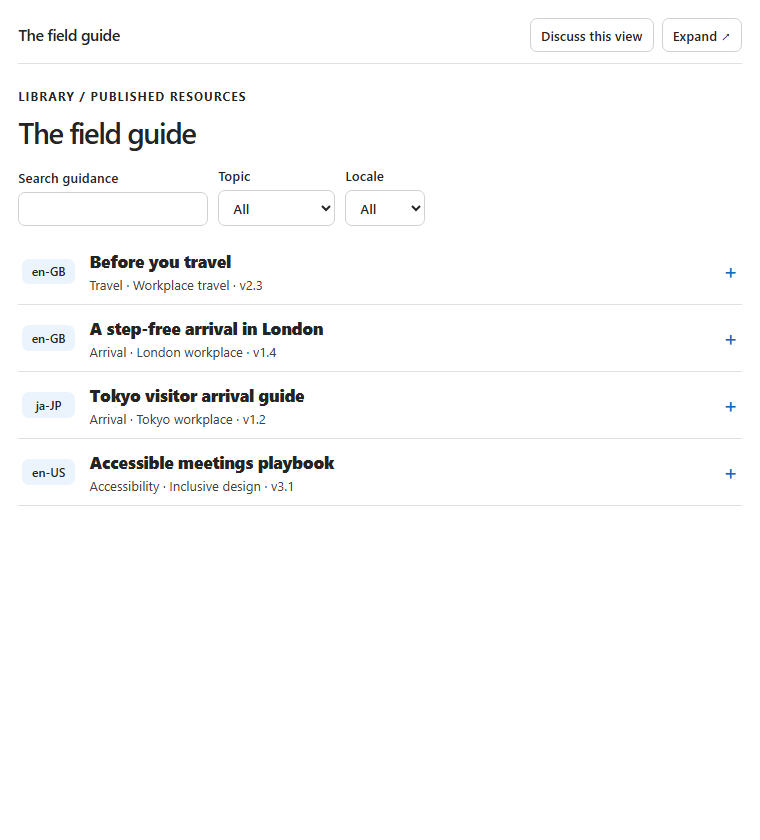 The field guide
Discuss this view
Expand ↗
LIBRARY / PUBLISHED RESOURCES
The field guide
Search guidance
Topic
Locale
All
All
en-GB
Before you travel
Travel · Workplace travel · v2.3
+
en-GB
A step-free arrival in London
Arrival · London workplace · v1.4
+
ja-JP
Tokyo visitor arrival guide
Arrival · Tokyo workplace · v1.2
+
en-US
Accessible meetings playbook
Accessibility · Inclusive design · v3.1
+